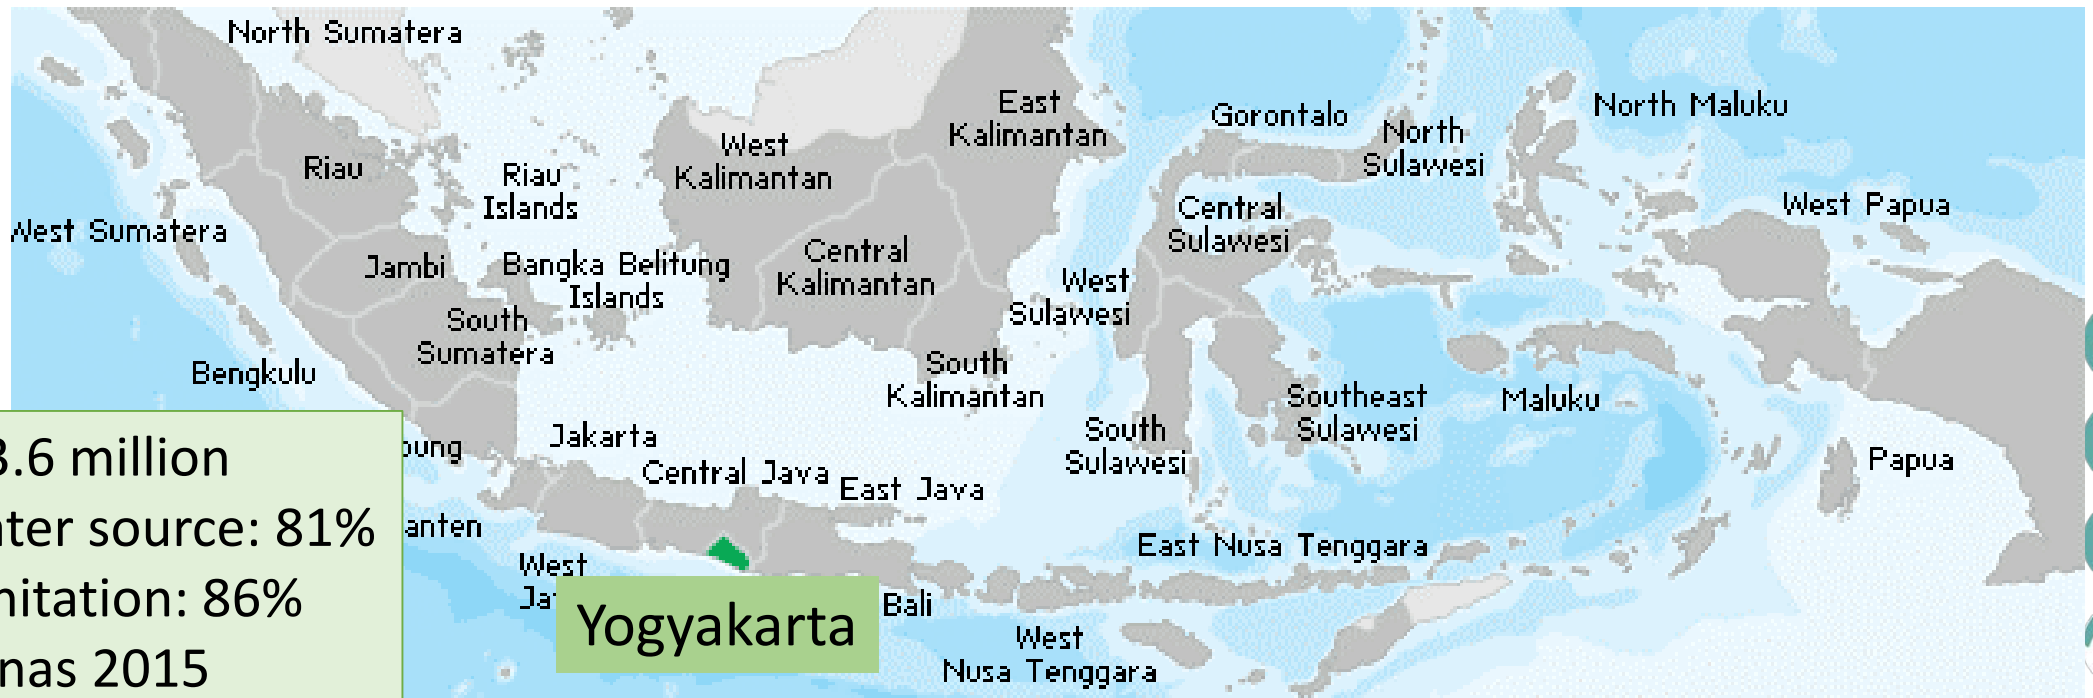 North Sumatera
East
Kalimantan
Gorontalo
North Maluku
North
Sulawesi
West
Kalimantan
Riau
Riau
Islands
Central
Sulawesi
West Papua
West Sumatera
Jambi
Bangka Belitung
Islands
Central
Kalimantan
West
Sulawesi
South
Sumatera
Bengkulu
South
Kalimantan
Southeast
Sulawesi
Maluku
South
Sulawesi
Jakarta
Central Java
East Java
Papua
East Nusa Tenggara
West
Bali
West
Nusa Tenggara
Yogyakarta
3.6 million
source: 81%
86%
2015